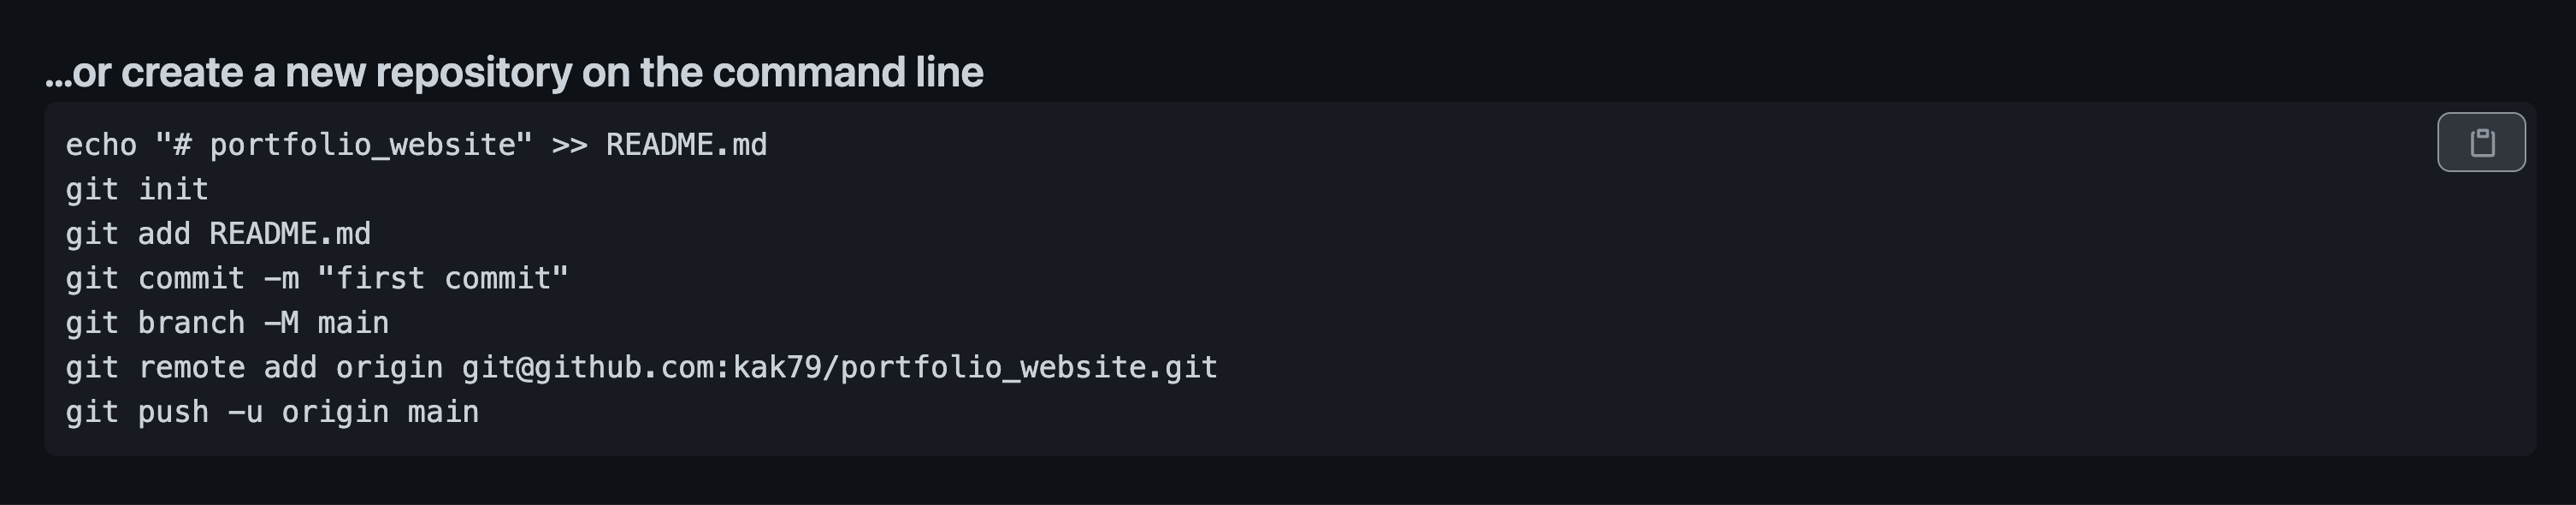 ...or create a new repository on the command line
echo "# portfolio_website" >> README.md
git init
git add README.md
git commit -m "first commit"
git branch -M main
git remote add origin git@github.com:kak79/portfolio_website.git
git push -u origin main